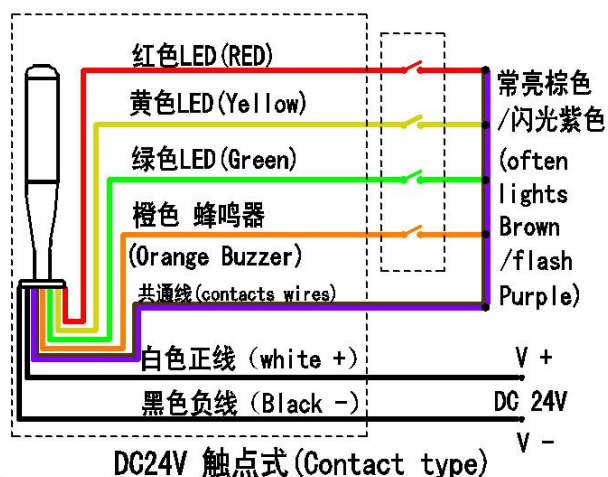 红色LED(RED)
黄色LED(Yellow)
绿色LED(Green)
橙色 蜂鸣器
(Orange Buzzer)
共通线(contacts wires)
常亮棕色
/闪光紫色
(often
lights
Brown
/flash
Purple)
白色正线 (white +)
V +
黑色负线 (Black -)
DC 24V
V -
DC24V 触点式(Contact type)